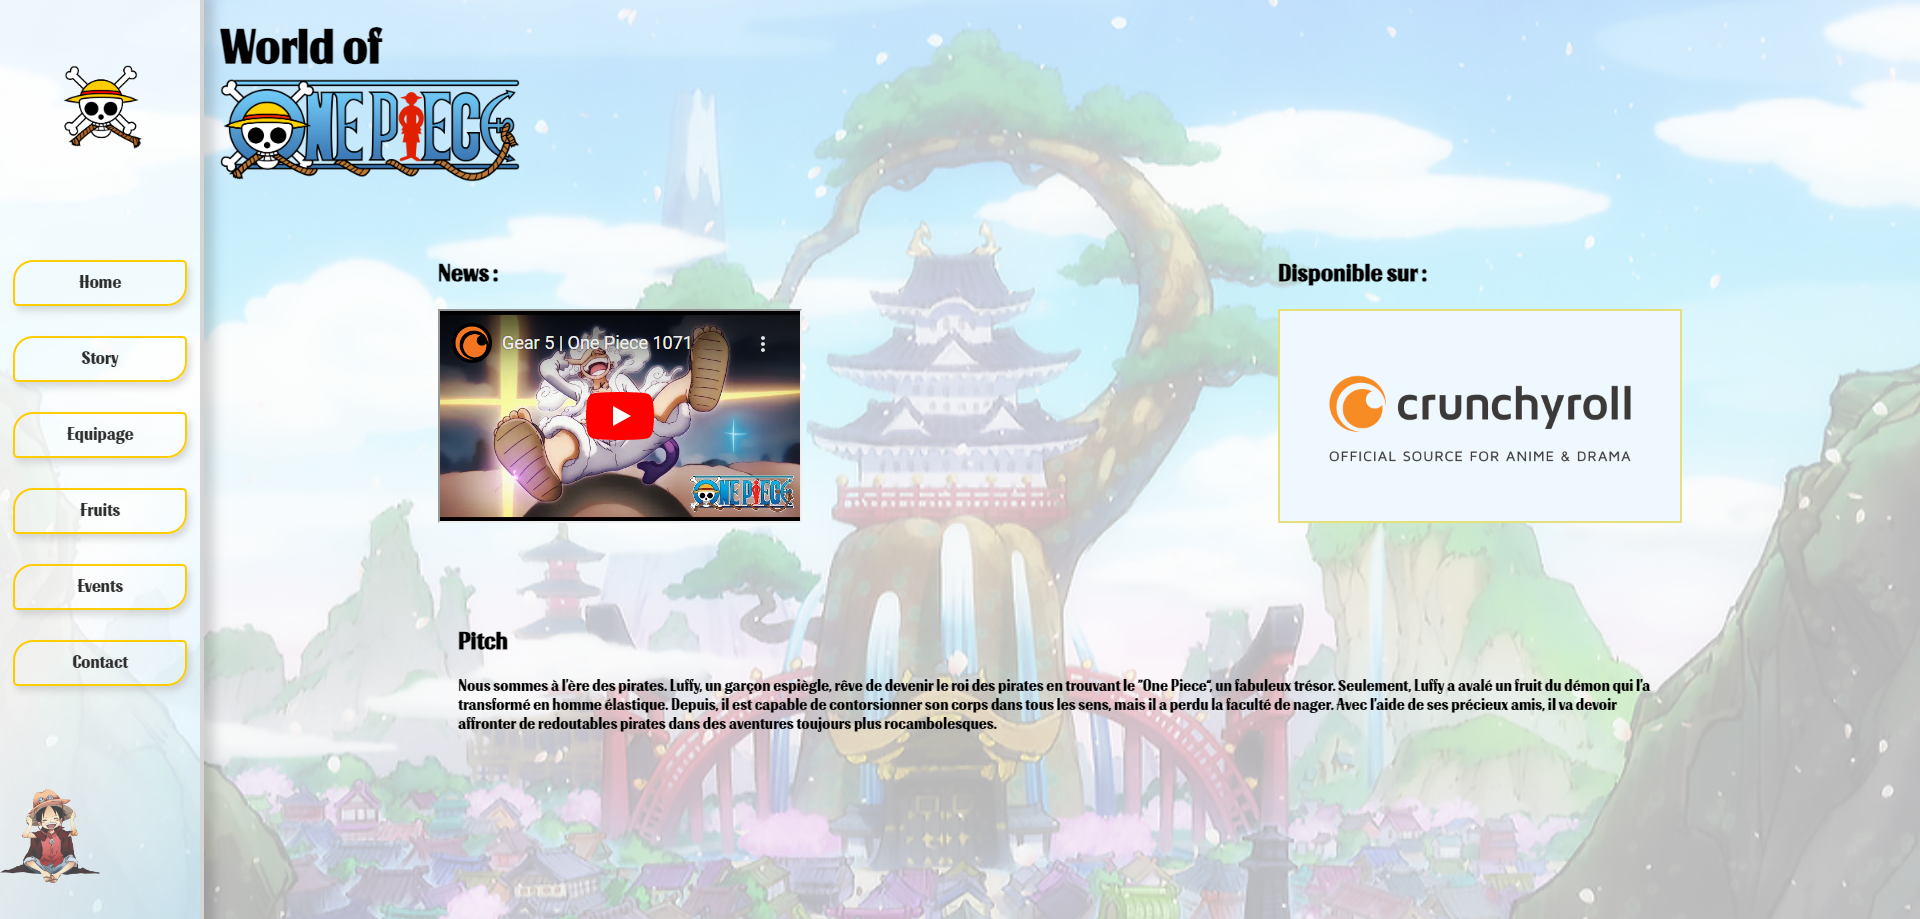 World of
ONE PIECE
Home
Story
Equipage
Fruits
Events
Contact
News :
Gear 5 | One Piece 1071
ONE PIECE
Disponible sur :
crunchyroll
OFFICIAL SOURCE FOR ANIME & DRAMA
Pitch
Nous sommes à l'ère des pirates. Luffy, un garçon espiègle, rêve de devenir le roi des pirates en trouvant le "One Piece", un fabuleux trésor. Seulement, Luffy a avalé un fruit du démon qui l'a
transformé en homme élastique. Depuis, il est capable de contorsionner son corps dans tous les sens, mais il a perdu la faculté de nager. Avec l'aide de ses précieux amis, il va devoir
affronter de redoutables pirates dans des aventures toujours plus rocambolesques.